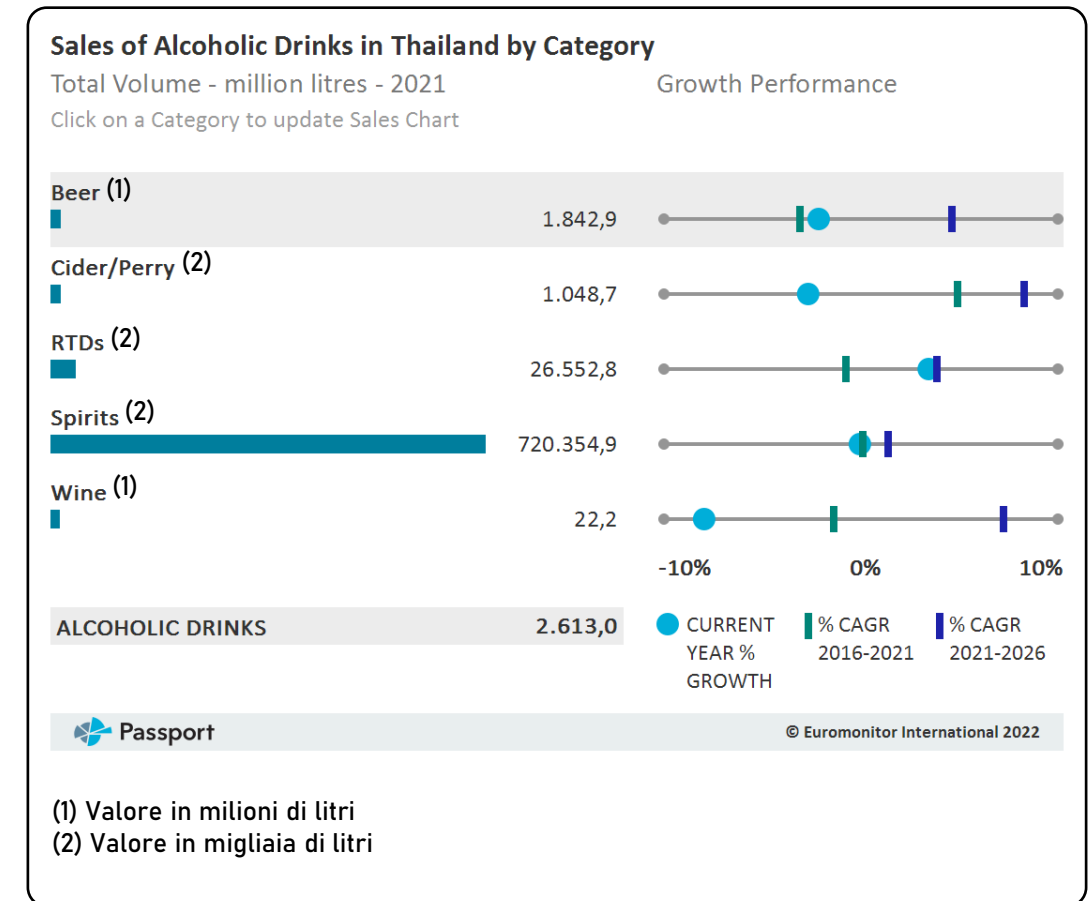 Sales of Alcoholic Drinks in Thailand by Category
Total Volume - million litres - 2021
Growth Performance
Click on a Category to update Sales Chart
Beer (1)
1.842,9
Cider/Perry (2)
1.048,7
RTDs (2)
26.552,8
Spirits (2)
720.354,9
Wine (1)
22,2
-10% 0% 10%
ALCOHOLIC DRINKS 2.613,0
CURRENT
YEAR %
GROWTH
% CAGR
2016-2021
% CAGR
2021-2026
Passport
© Euromonitor International 2022
(1) Valore in milioni di litri
(2) Valore in migliaia di litri